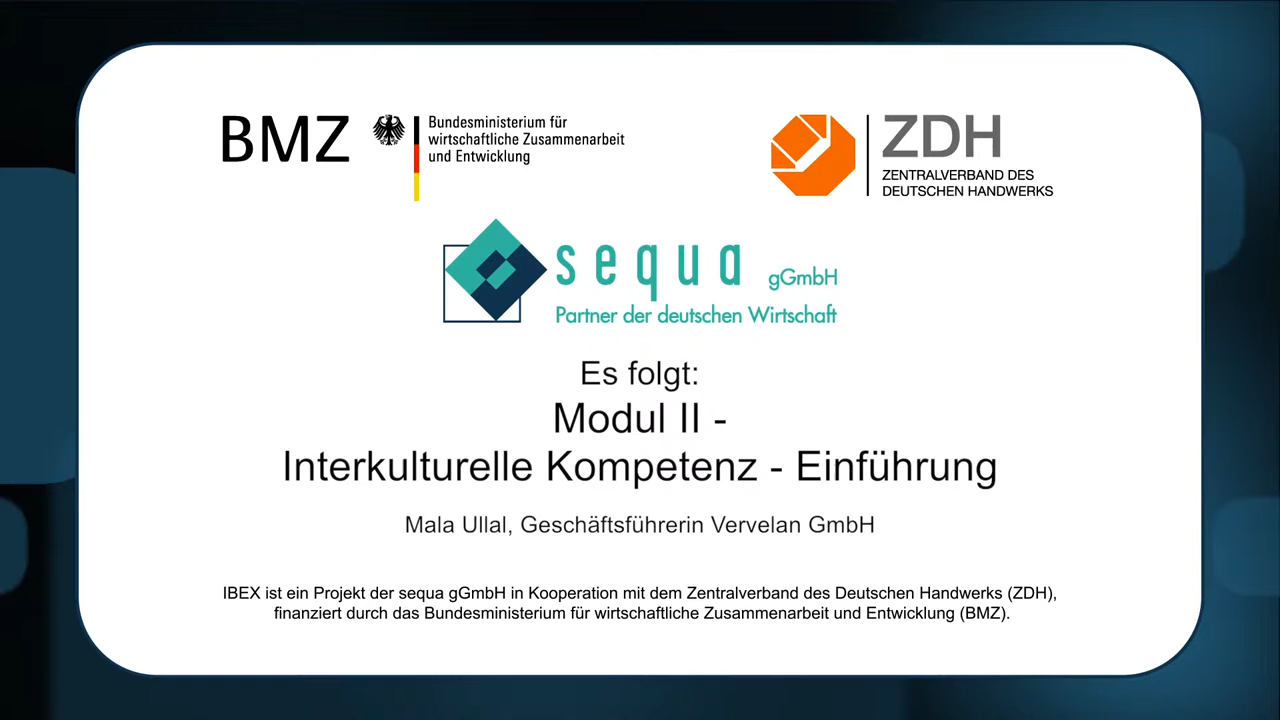 BMZ
Bundesministerium für
wirtschaftliche Zusammenarbeit
und Entwicklung
ZDH
ZENTRALVERBAND DES
DEUTSCHEN HANDWERKS
sequa gGmbH
Partner der deutschen Wirtschaft
Es folgt:
Modul II -
Interkulturelle Kompetenz - Einführung
Mala Ullal, Geschäftsführerin Vervelan GmbH
IBEX ist ein Projekt der sequa gGmbH in Kooperation mit dem Zentralverband des Deutschen Handwerks (ZDH),
finanziert durch das Bundesministerium für wirtschaftliche Zusammenarbeit und Entwicklung (BMZ).